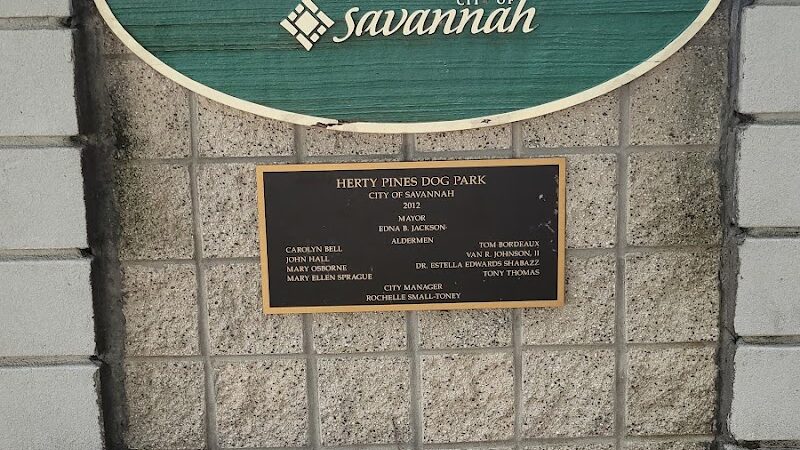 CITY OF
savannah
HERTY PINES DOG PARK
CITY OF SAVANNAH
2012
MAYOR
EDNA B. JACKSON
ALDERMEN
CAROLYN BELL
JOHN HALL
MARY OSBORNE
MARY ELLEN SPRAGUE
TOM BORDEAUX
VAN R. JOHNSON, II
DR. ESTELLA EDWARDS SHABAZZ
TONY THOMAS
CITY MANAGER
ROCHELLE SMALL-TONEY